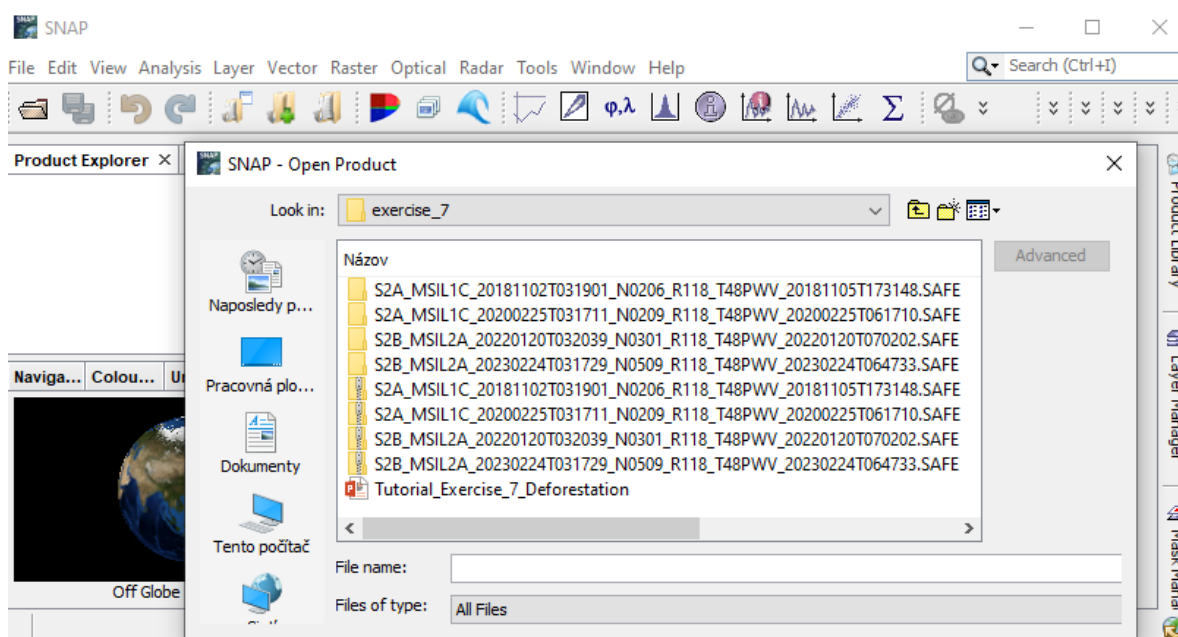 SNAP
File Edit View Analysis Layer Vector Raster Optical Radar Tools Window Help
Search (Ctrl+I)
φ,λ
Σ
Product Explorer
SNAP - Open Product
Look in: exercise_7
Advanced
Názov
S2A_MSIL1C_20181102T031901_N0206_R118_T48PWV_20181105T173148.SAFE
S2A_MSIL1C_20200225T031711_N0209_R118_T48PWV_20200225T061710.SAFE
S2B_MSIL2A_20220120T032039_N0301_R118_T48PWV_20220120T070202.SAFE
S2B_MSIL2A_20230224T031729_N0509_R118_T48PWV_20230224T064733.SAFE
S2A_MSIL1C_20181102T031901_N0206_R118_T48PWV_20181105T173148.SAFE
S2A_MSIL1C_20200225T031711_N0209_R118_T48PWV_20200225T061710.SAFE
S2B_MSIL2A_20220120T032039_N0301_R118_T48PWV_20220120T070202.SAFE
S2B_MSIL2A_20230224T031729_N0509_R118_T48PWV_20230224T064733.SAFE
Tutorial_Exercise_7_Deforestation
Naposledy p...
Pracovná plo...
Dokumenty
Tento počítač
File name:
Files of type: All Files
Naviga... Colou... Un
Off Globe
Product Library
Layer Manager
Mask Manag